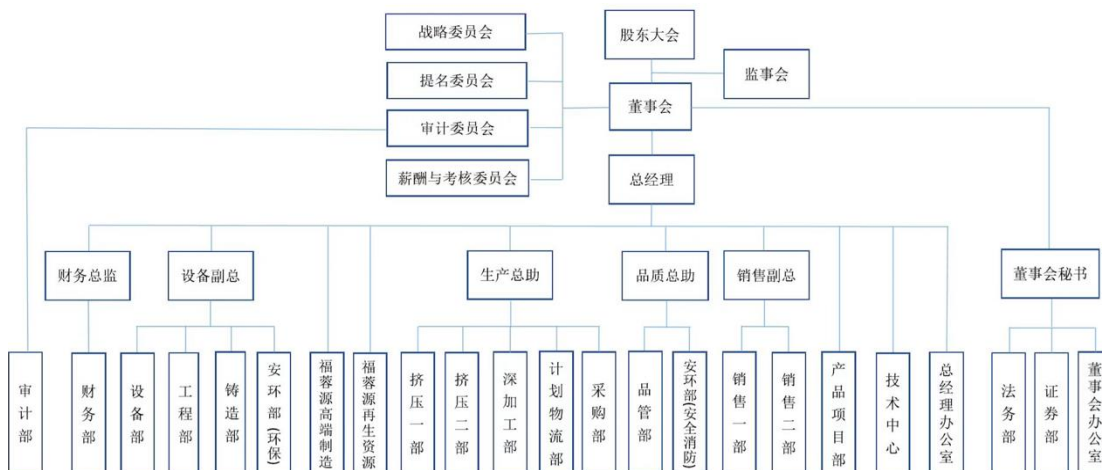 战略委员会
股东大会
提名委员会
监事会
董事会
审计委员会
薪酬与考核委员会
总经理
财务总监
设备副总
生产总助
品质总助
销售副总
董事会秘书
审计部
财务部
设备部
工程部
铸造部
安环部(环保)
福蓉源高端制造
福蓉源再生资源
挤压一部
挤压二部
深加工部
计划物流部
采购部
品管部
安环部(安全消防)
销售一部
销售二部
产品项目部
技术中心
总经理办公室
法务部
证券部
董事会办公室